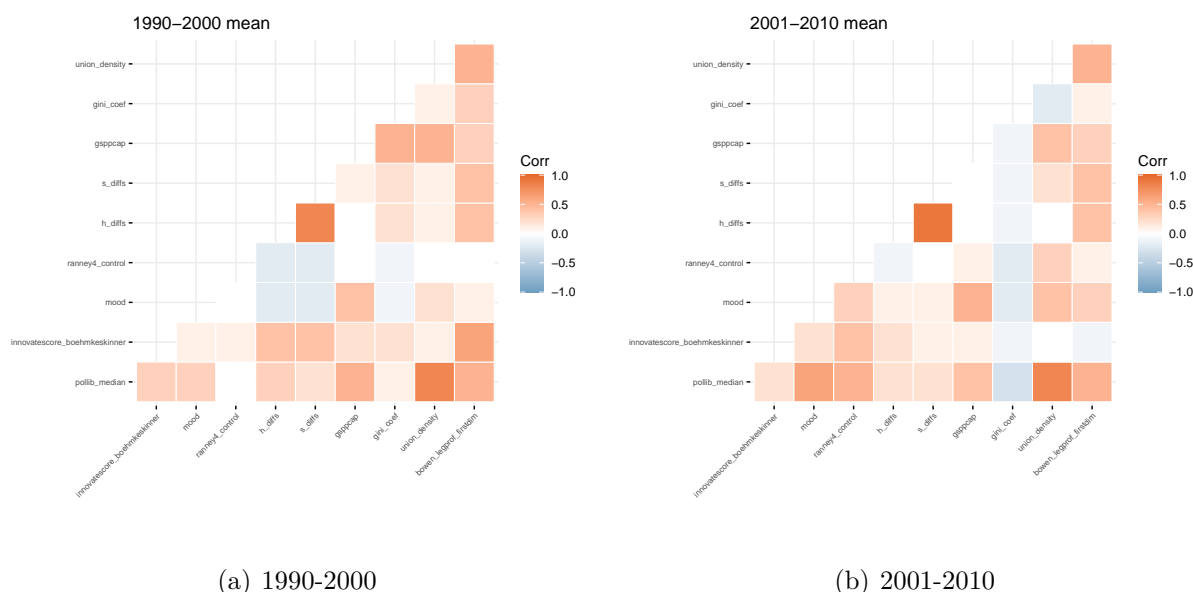 1990−2000 mean
union_density
gini_coef
gsppcap
s_diffs
h_diffs
ranney4_control
mood
innovatescore_boehmkeskinner
pollib_median
innovatescore_boehmkeskinner
mood
ranney4_control
h_diffs
s_diffs
gsppcap
gini_coef
union_density
bowen_legprof_firstdim
Corr
1.0
0.5
0.0
−0.5
−1.0
(a) 1990-2000
2001−2010 mean
union_density
gini_coef
gsppcap
s_diffs
h_diffs
ranney4_control
mood
innovatescore_boehmkeskinner
pollib_median
innovatescore_boehmkeskinner
mood
ranney4_control
h_diffs
s_diffs
gsppcap
gini_coef
union_density
bowen_legprof_firstdim
Corr
1.0
0.5
0.0
−0.5
−1.0
(b) 2001-2010